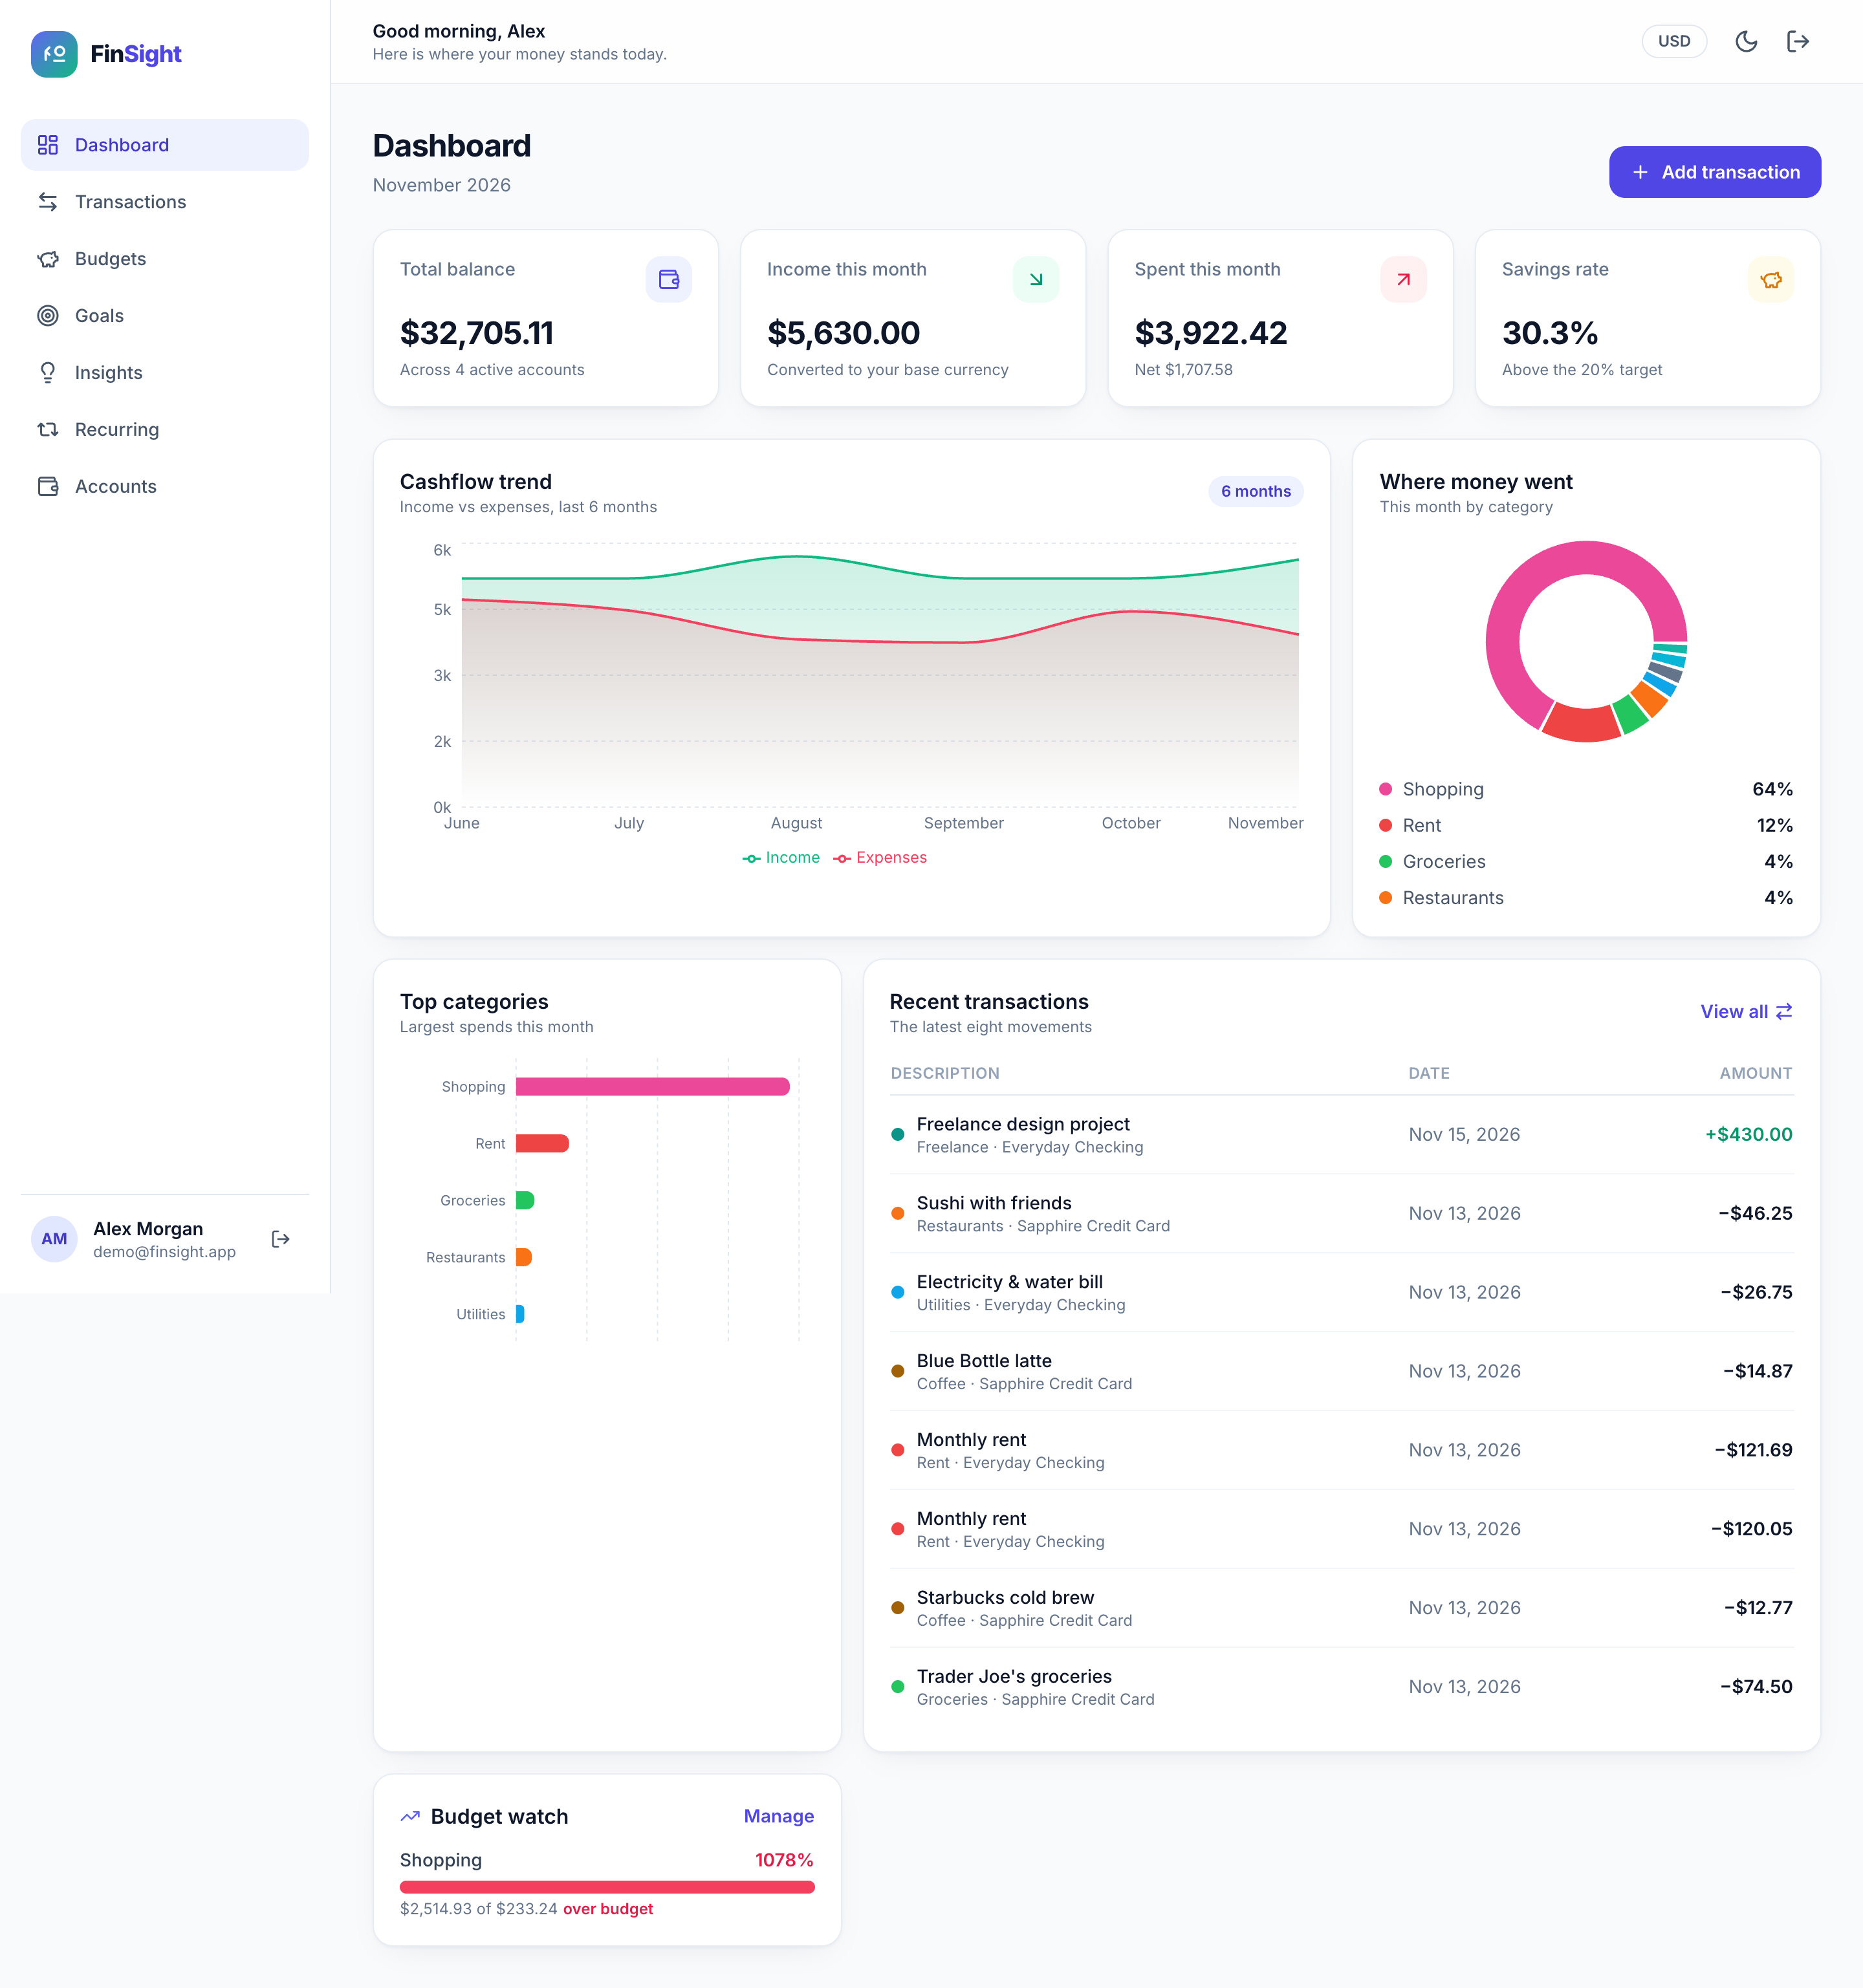 FinSight
Dashboard
Transactions
Budgets
Goals
Insights
Recurring
Accounts
AM
Alex Morgan
demo@finsight.app
Good morning, Alex
Here is where your money stands today.
USD
Dashboard
November 2026
Add transaction
Total balance
$32,705.11
Across 4 active accounts
Income this month
$5,630.00
Converted to your base currency
Spent this month
$3,922.42
Net $1,707.58
Savings rate
30.3%
Above the 20% target
Cashflow trend
Income vs expenses, last 6 months
6 months
6k
5k
3k
2k
0k
June July August September October November
Income Expenses
Where money went
This month by category
Shopping 64%
Rent 12%
Groceries 4%
Restaurants 4%
Top categories
Largest spends this month
Shopping
Rent
Groceries
Restaurants
Utilities
Recent transactions
The latest eight movements
View all
DESCRIPTION DATE AMOUNT
Freelance design project
Freelance · Everyday Checking
Nov 15, 2026
+$430.00
Sushi with friends
Restaurants · Sapphire Credit Card
Nov 13, 2026
−$46.25
Electricity & water bill
Utilities · Everyday Checking
Nov 13, 2026
−$26.75
Blue Bottle latte
Coffee · Sapphire Credit Card
Nov 13, 2026
−$14.87
Monthly rent
Rent · Everyday Checking
Nov 13, 2026
−$121.69
Monthly rent
Rent · Everyday Checking
Nov 13, 2026
−$120.05
Starbucks cold brew
Coffee · Sapphire Credit Card
Nov 13, 2026
−$12.77
Trader Joe's groceries
Groceries · Sapphire Credit Card
Nov 13, 2026
−$74.50
Budget watch
Manage
Shopping 1078%
$2,514.93 of $233.24 over budget